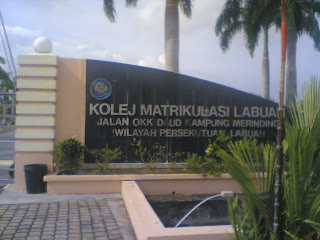 KOLEJ MATRIKULASI LABUAN
JALAN OKK DAUD KAMPUNG MERINDING
WILAYAH PERSEKUTUAN LABUAN